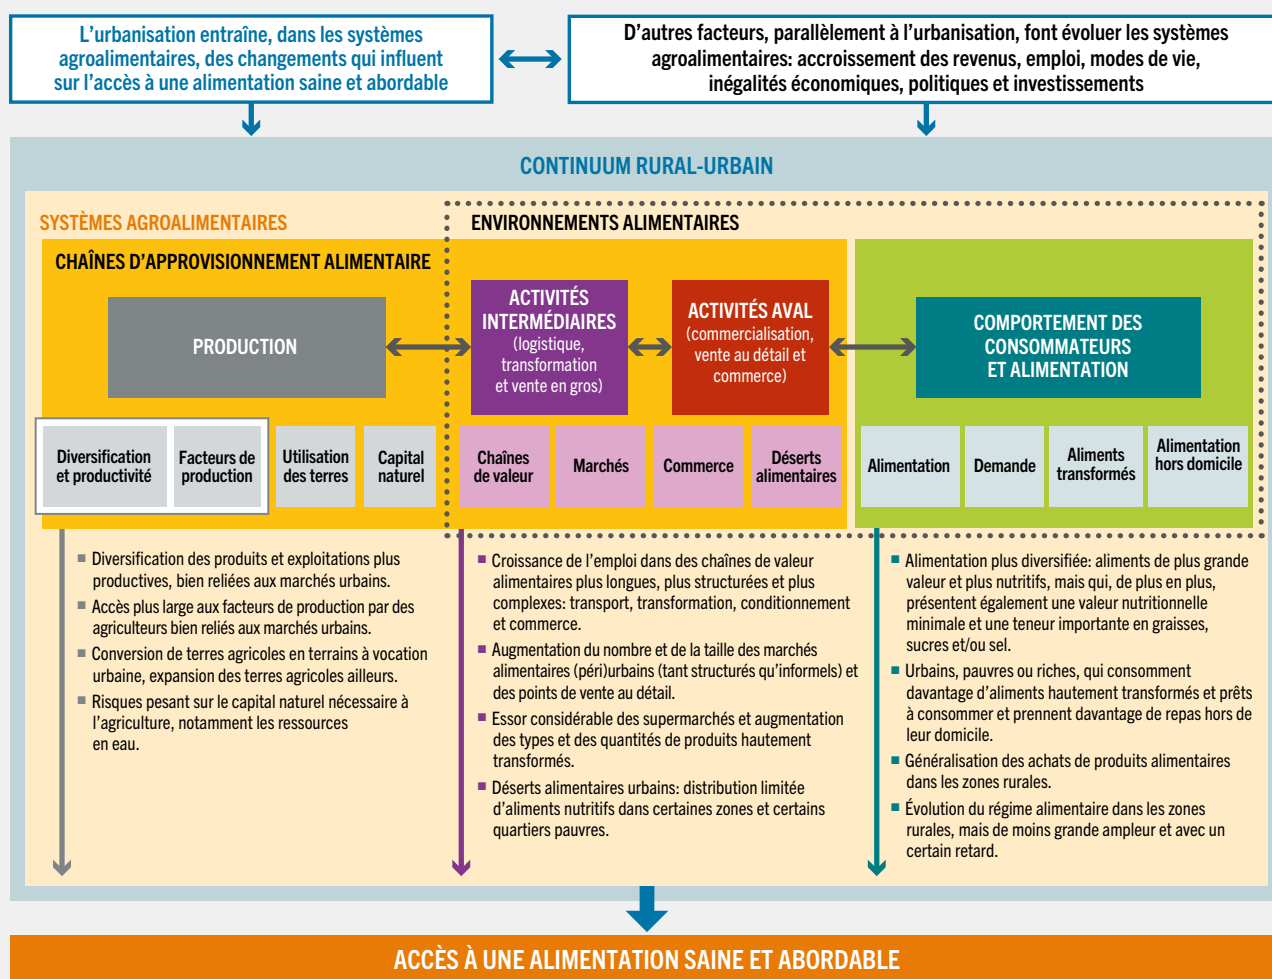 L'urbanisation entraîne, dans les systèmes
agroalimentaires, des changements qui influent
sur l'accès à une alimentation saine et abordable
D'autres facteurs, parallèlement à l'urbanisation, font évoluer les systèmes
agroalimentaires: accroissement des revenus, emploi, modes de vie,
inégalités économiques, politiques et investissements
CONTINUUM RURAL-URBAIN
SYSTÈMES AGROALIMENTAIRES
ENVIRONNEMENTS ALIMENTAIRES
CHAÎNES D'APPROVISIONNEMENT ALIMENTAIRE
PRODUCTION
ACTIVITÉS
INTERMÉDIAIRES
(logistique,
transformation
et vente en gros)
ACTIVITÉS AVAL
(commercialisation,
vente au détail et
commerce)
COMPORTEMENT DES
CONSOMMATEURS
ET ALIMENTATION
Diversification
et productivité
Facteurs de
production
Utilisation
des terres
Capital
naturel
Chaînes
de valeur
Marchés
Commerce
Déserts
alimentaires
Alimentation
Demande
Aliments
transformés
Alimentation
hors domicile
■ Diversification des produits et exploitations plus
productives, bien reliées aux marchés urbains.
■ Accès plus large aux facteurs de production par des
agriculteurs bien reliés aux marchés urbains.
■ Conversion de terres agricoles en terrains à vocation
urbaine, expansion des terres agricoles ailleurs.
■ Risques pesant sur le capital naturel nécessaire à
l'agriculture, notamment les ressources
en eau.
■ Croissance de l'emploi dans des chaînes de valeur
alimentaires plus longues, plus structurées et plus
complexes: transport, transformation, conditionnement
et commerce.
■ Augmentation du nombre et de la taille des marchés
alimentaires (péri)urbains (tant structurés qu'informels) et
des points de vente au détail.
■ Essor considérable des supermarchés et augmentation
des types et des quantités de produits hautement
transformés.
■ Déserts alimentaires urbains: distribution limitée
d'aliments nutritifs dans certaines zones et certains
quartiers pauvres.
■ Alimentation plus diversifiée: aliments de plus grande
valeur et plus nutritifs, mais qui, de plus en plus,
présentent également une valeur nutritionnelle
minimale et une teneur importante en graisses,
sucres et/ou sel.
■ Urbains, pauvres ou riches, qui consomment
davantage d'aliments hautement transformés et prêts
à consommer et prennent davantage de repas hors de
leur domicile.
■ Généralisation des achats de produits alimentaires
dans les zones rurales.
■ Évolution du régime alimentaire dans les zones
rurales, mais de moins grande ampleur et avec un
certain retard.
ACCÈS À UNE ALIMENTATION SAINE ET ABORDABLE